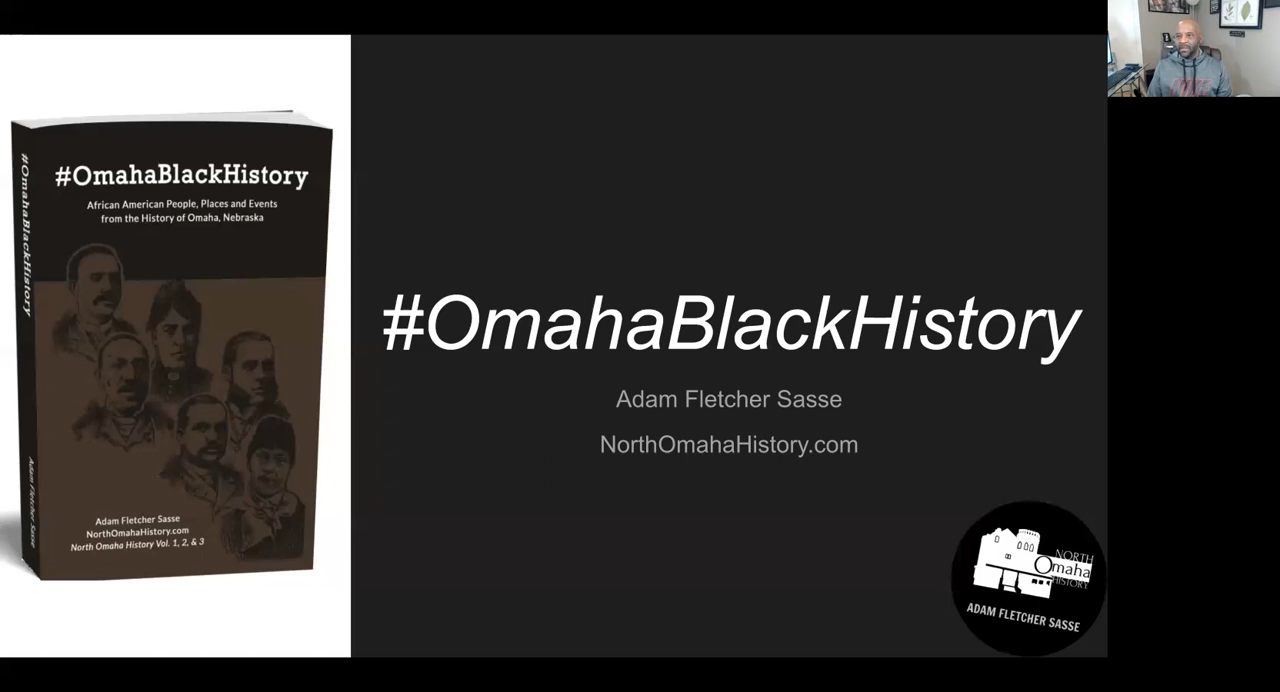 #OmahaBlackHistory
African American People, Places and Events
from the History of Omaha, Nebraska
#OmahaBlackHistory
Adam Fletcher Sasse
Adam Fletcher Sasse
NorthOmahaHistory.com
North Omaha History Vol. 1, 2, & 3
#OmahaBlackHistory
Adam Fletcher Sasse
NorthOmahaHistory.com
NORTH
Omaha
HISTORY
ADAM FLETCHER SASSE
NIKE